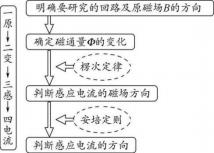 一原→二变→三感→四电流
明确要研究的回路及原磁场B的方向
确定磁通量Φ的变化
楞次定律
判断感应电流的磁场方向
安培定则
判断感应电流的方向